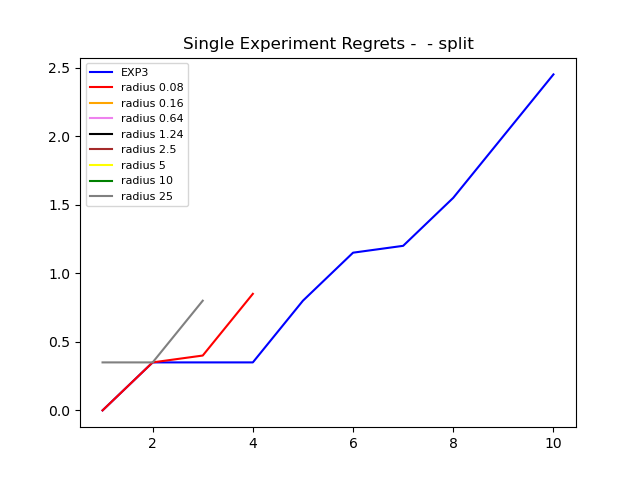 Single Experiment Regrets -  - split
EXP3
radius 0.08
radius 0.16
radius 0.64
radius 1.24
radius 2.5
radius 5
radius 10
radius 25
2.5
2.0
1.5
1.0
0.5
0.0
2 4 6 8 10